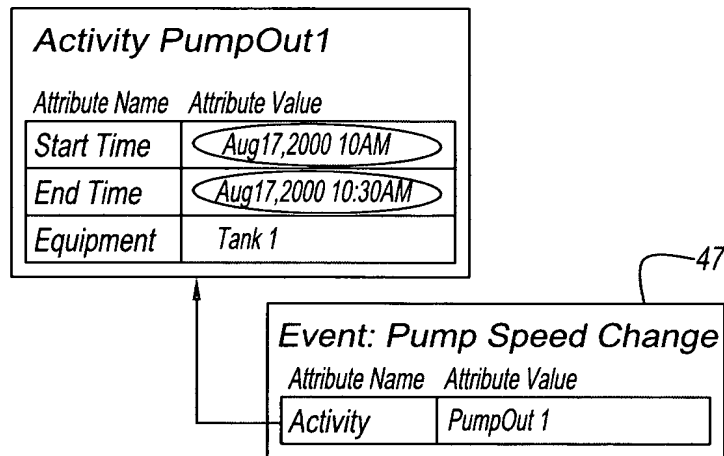 Activity PumpOut1
Attribute Name Attribute Value
Start Time Aug17,2000 10AM
End Time Aug17,2000 10:30AM
Equipment Tank 1
47
Event: Pump Speed Change
Attribute Name Attribute Value
Activity PumpOut 1